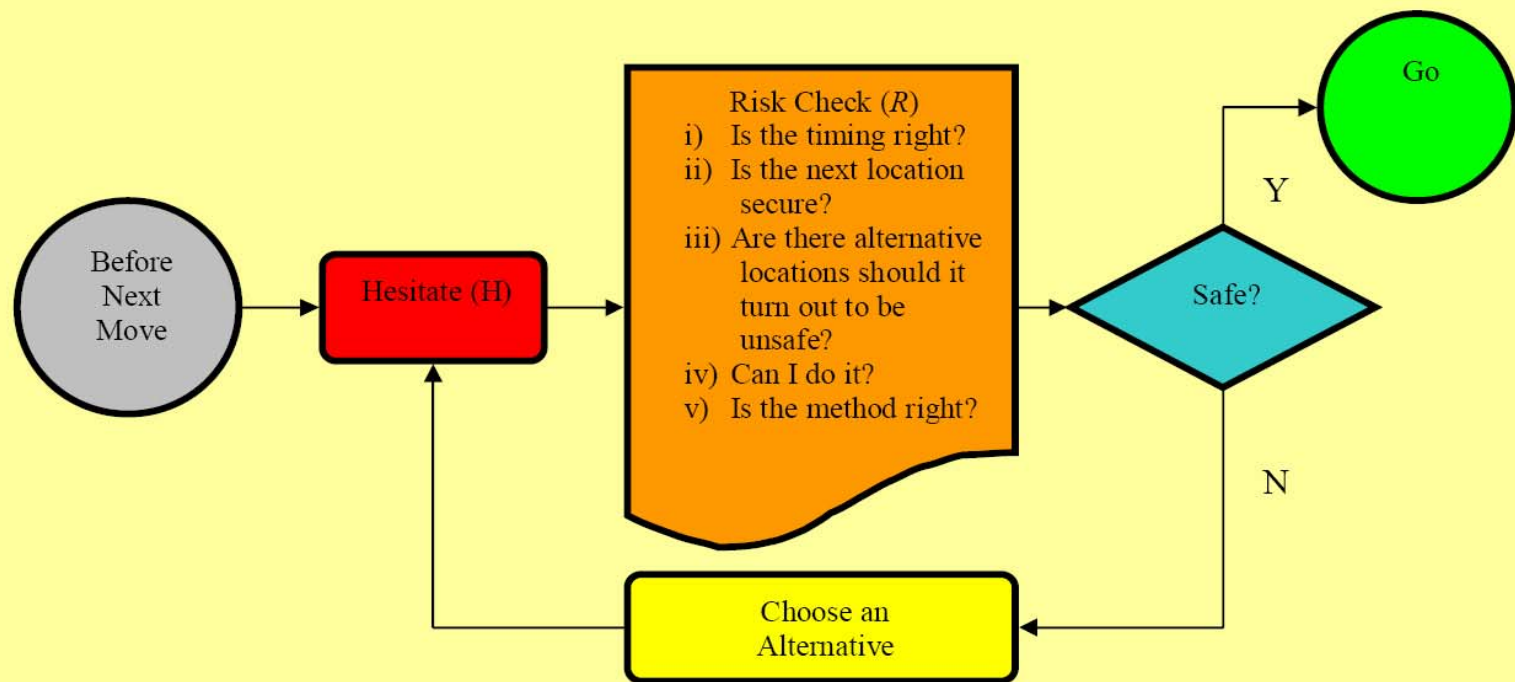 Before
Next
Move
Hesitate (H)
Risk Check (R)
i) Is the timing right?
ii) Is the next location
secure?
iii) Are there alternative
locations should it
turn out to be
unsafe?
iv) Can I do it?
v) Is the method right?
Safe?
Y
Go
N
Choose an
Alternative